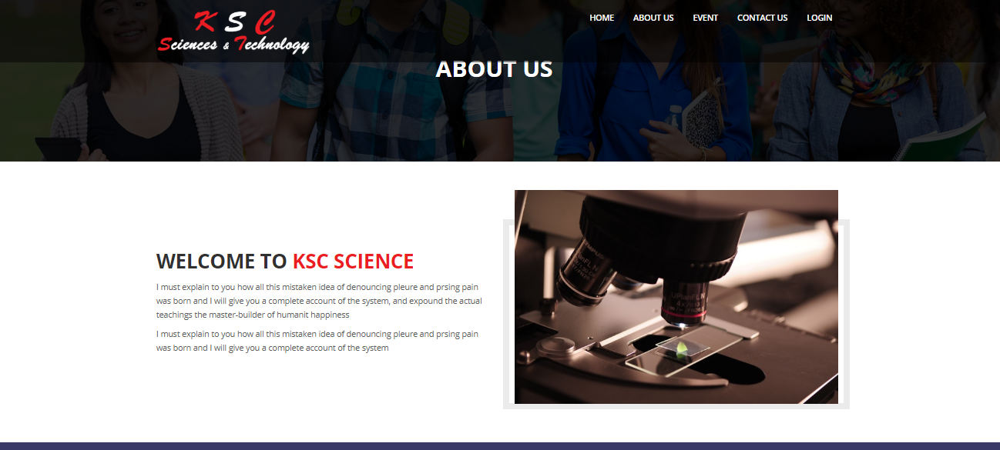 K S C
Sciences & Technology
HOME ABOUT US EVENT CONTACT US LOGIN
ABOUT US
WELCOME TO KSC SCIENCE
I must explain to you how all this mistaken idea of denouncing pleure and prsing pain
was born and I will give you a complete account of the system, and expound the actual
teachings the master-builder of humanit happiness
I must explain to you how all this mistaken idea of denouncing pleure and prsing pain
was born and I will give you a complete account of the system
UPlanFL N